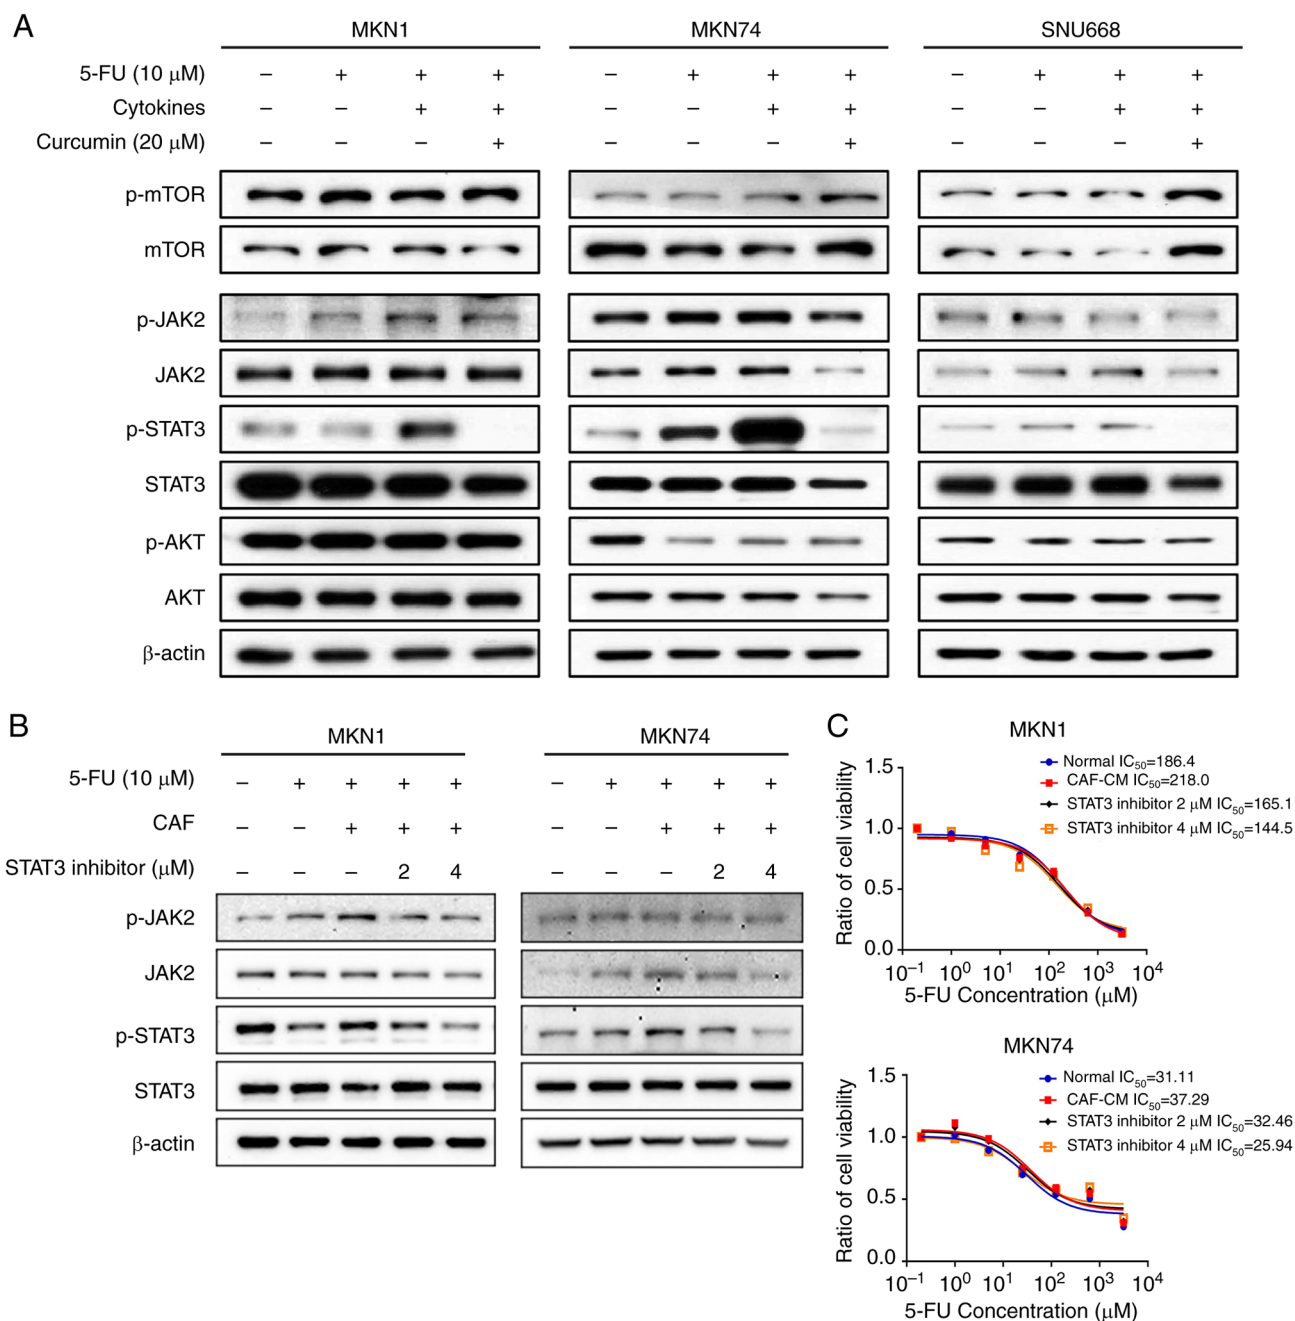 A
MKN1 MKN74 SNU668
5-FU (10 μM) – + + + – + + + – + + +
Cytokines – – + + – – + + – – + +
Curcumin (20 μM) – – – + – – – + – – – +
p-mTOR
mTOR
p-JAK2
JAK2
p-STAT3
STAT3
p-AKT
AKT
β-actin
B
MKN1 MKN74
5-FU (10 μM) – + + + + – + + + +
CAF – – + + + – – + + +
STAT3 inhibitor (μM) – – – 2 4 – – – 2 4
p-JAK2
JAK2
p-STAT3
STAT3
β-actin
C
MKN1
Ratio of cell viability
1.5
1.0
0.5
0.0
Normal IC₅₀=186.4
CAF-CM IC₅₀=218.0
STAT3 inhibitor 2 μM IC₅₀=165.1
STAT3 inhibitor 4 μM IC₅₀=144.5
10⁻¹ 10⁰ 10¹ 10² 10³ 10⁴
5-FU Concentration (μM)
MKN74
Ratio of cell viability
1.5
1.0
0.5
0.0
Normal IC₅₀=31.11
CAF-CM IC₅₀=37.29
STAT3 inhibitor 2 μM IC₅₀=32.46
STAT3 inhibitor 4 μM IC₅₀=25.94
10⁻¹ 10⁰ 10¹ 10² 10³ 10⁴
5-FU Concentration (μM)